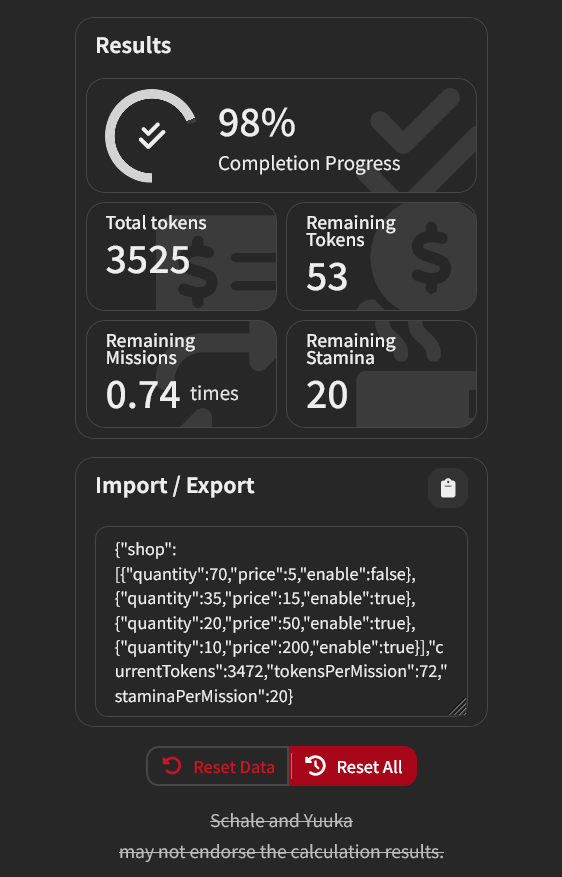 Results
98%
Completion Progress
Total tokens
3525
Remaining
Tokens
53
Remaining
Missions
0.74 times
Remaining
Stamina
20
Import / Export
{"shop":
[{"quantity":70,"price":5,"enable":false},
{"quantity":35,"price":15,"enable":true},
{"quantity":20,"price":50,"enable":true},
{"quantity":10,"price":200,"enable":true}],"c
urrentTokens":3472,"tokensPerMission":72,"
staminaPerMission":20}
Reset Data
Reset All
Schale and Yuuka
may not endorse the calculation results.